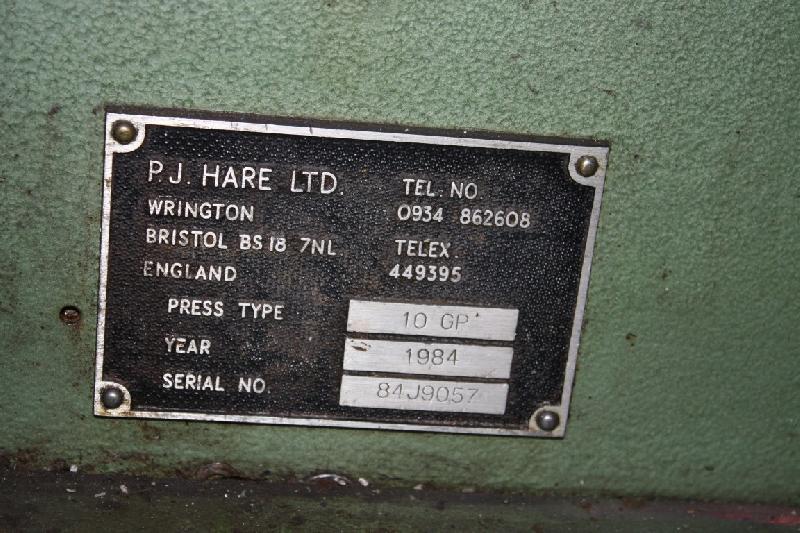 P.J. HARE LTD.
WRINGTON
BRISTOL BS18 7NL
ENGLAND
TEL. NO
0934 862608
TELEX.
449395
PRESS TYPE 10 GP
YEAR 1984
SERIAL NO. 84J9057